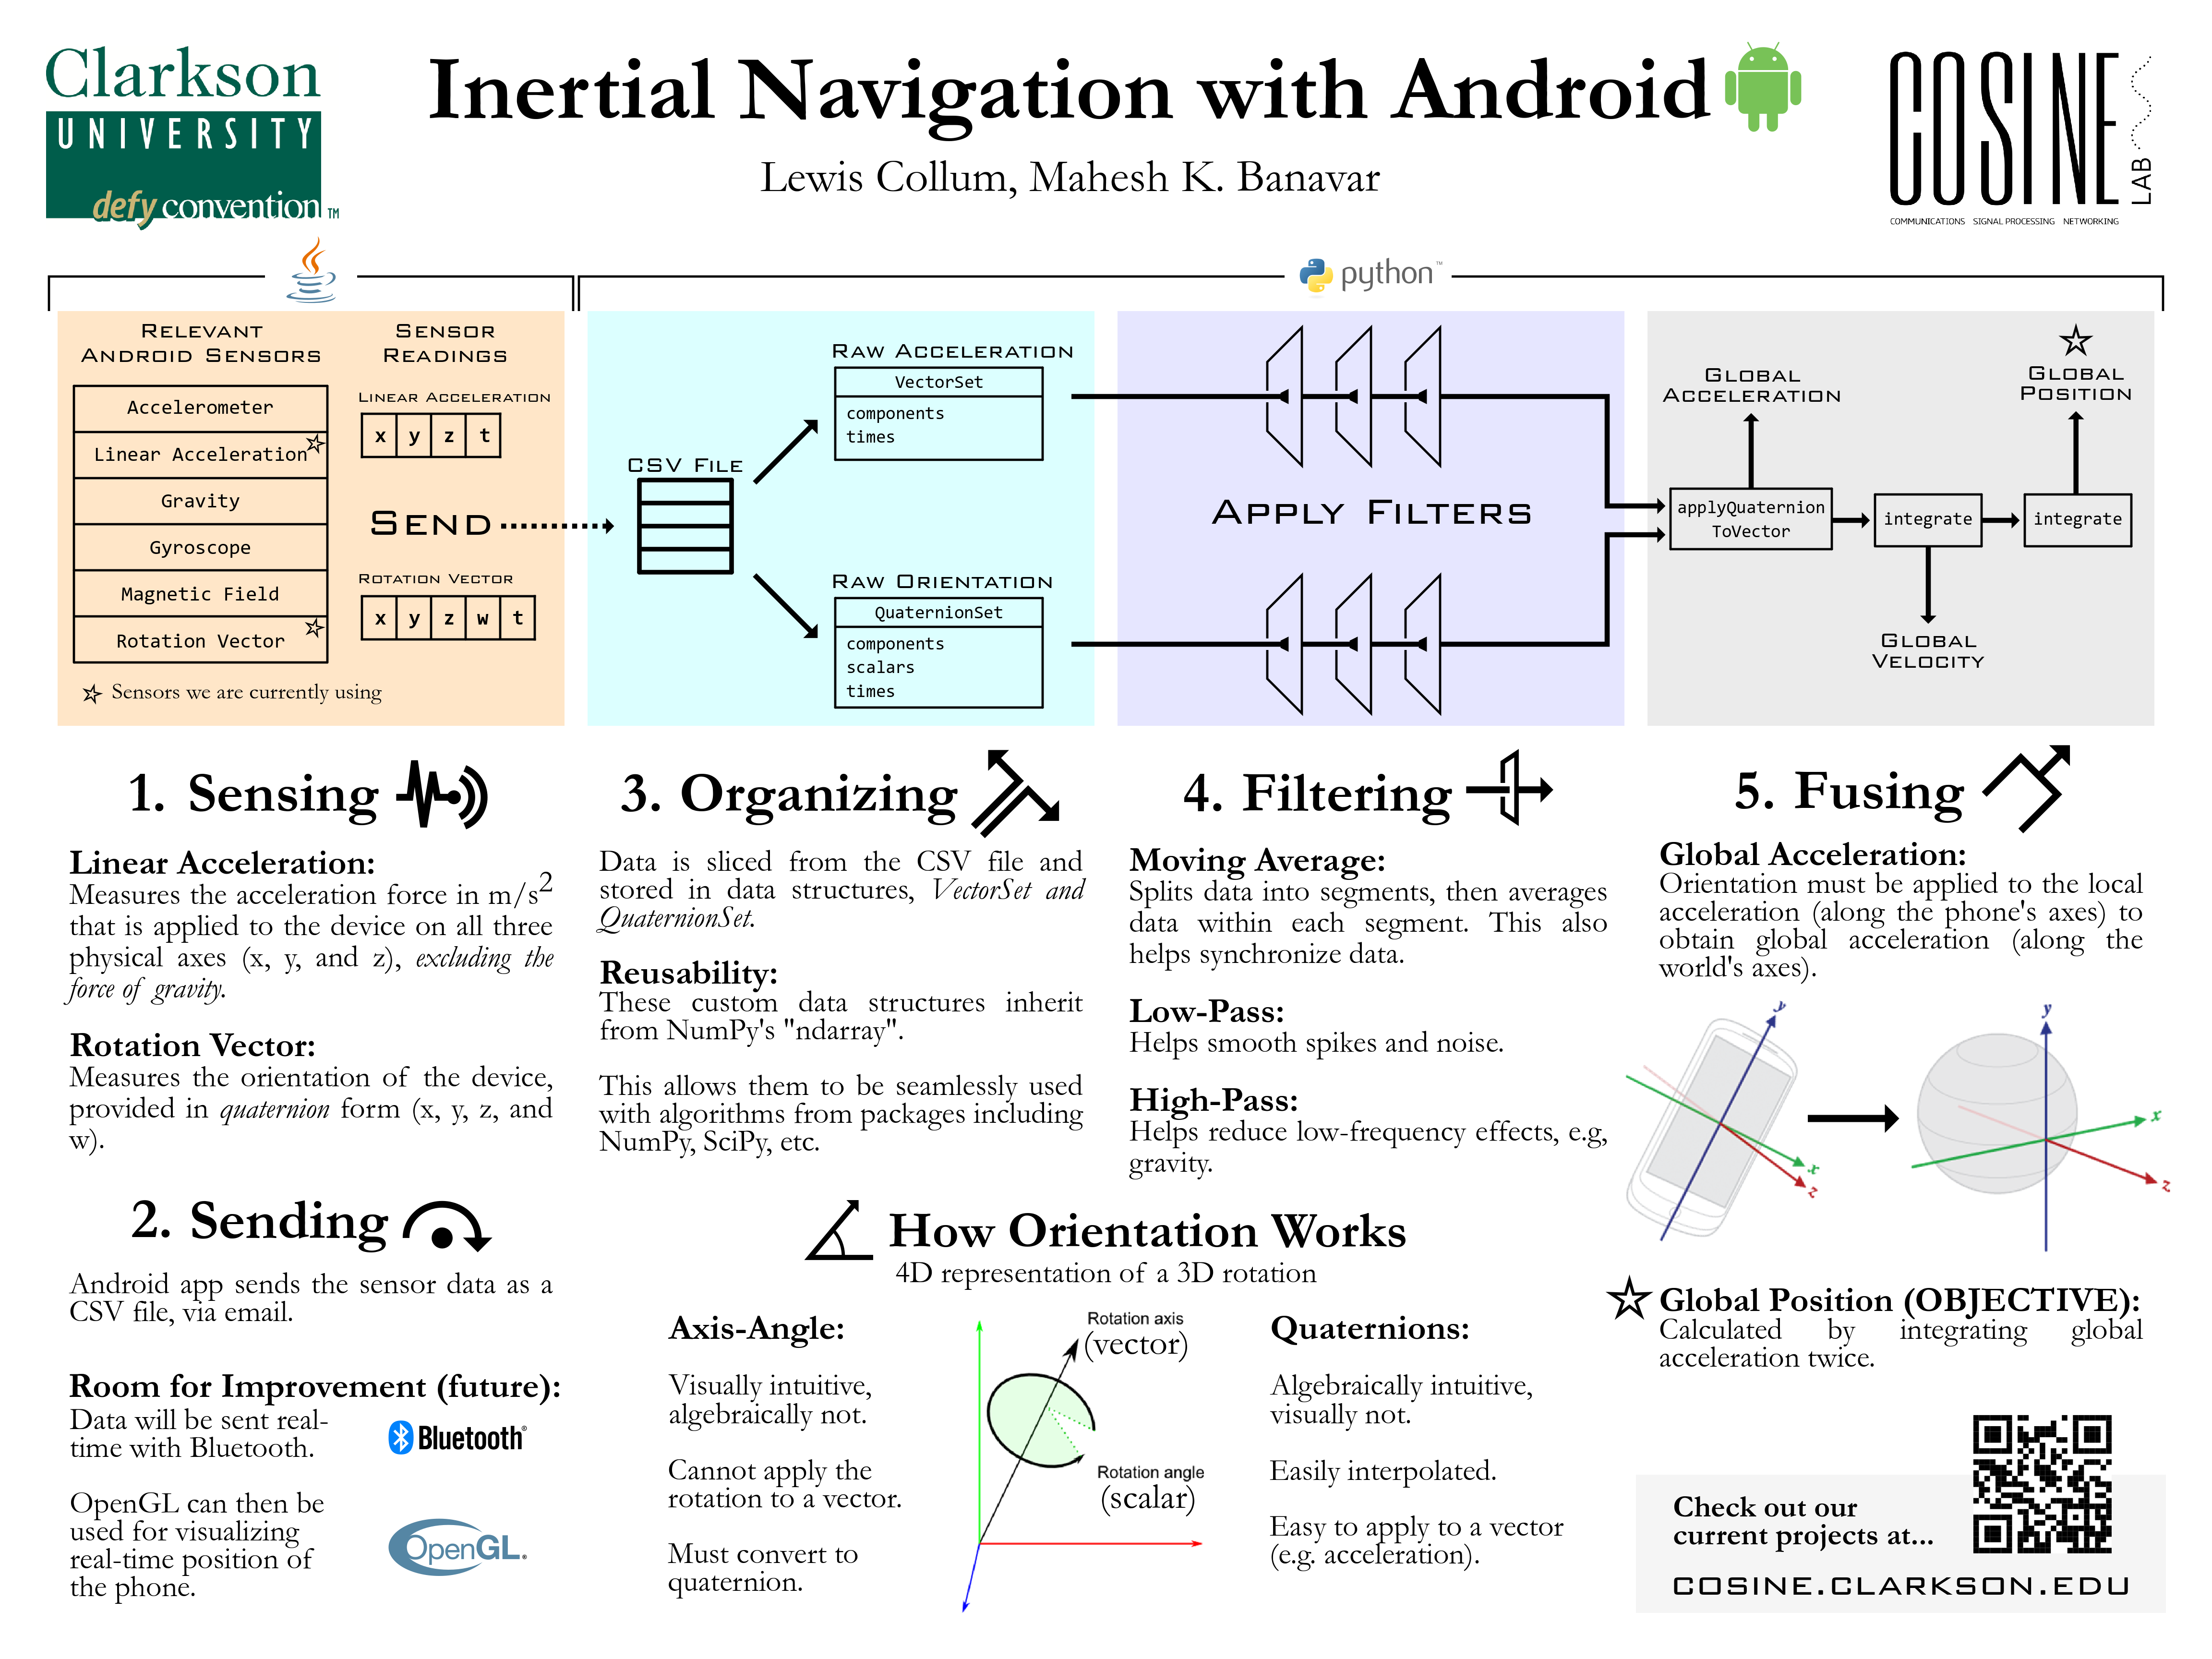 Clarkson
UNIVERSITY
defy convention TM
Inertial Navigation with Android
Lewis Collum, Mahesh K. Banavar
COSINE
LAB
COMMUNICATIONS SIGNAL PROCESSING NETWORKING
python™
RELEVANT
ANDROID SENSORS
Accelerometer
Linear Acceleration
Gravity
Gyroscope
Magnetic Field
Rotation Vector
Sensors we are currently using
SENSOR
READINGS
LINEAR ACCELERATION
x y z t
SEND
ROTATION VECTOR
x y z w t
CSV FILE
RAW ACCELERATION
VectorSet
components
times
RAW ORIENTATION
QuaternionSet
components
scalars
times
APPLY FILTERS
GLOBAL
ACCELERATION
applyQuaternion
ToVector
integrate
GLOBAL
VELOCITY
integrate
GLOBAL
POSITION
1. Sensing
Linear Acceleration:
Measures the acceleration force in m/s2
that is applied to the device on all three
physical axes (x, y, and z), excluding the
force of gravity.
Rotation Vector:
Measures the orientation of the device,
provided in quaternion form (x, y, z, and
w).
2. Sending
Android app sends the sensor data as a
CSV file, via email.
Room for Improvement (future):
Data will be sent real-
time with Bluetooth.
Bluetooth®
OpenGL can then be
used for visualizing
real-time position of
the phone.
OpenGL®
3. Organizing
Data is sliced from the CSV file and
stored in data structures, VectorSet and
QuaternionSet.
Reusability:
These custom data structures inherit
from NumPy's "ndarray".
This allows them to be seamlessly used
with algorithms from packages including
NumPy, SciPy, etc.
4. Filtering
Moving Average:
Splits data into segments, then averages
data within each segment. This also
helps synchronize data.
Low-Pass:
Helps smooth spikes and noise.
High-Pass:
Helps reduce low-frequency effects, e.g,
gravity.
How Orientation Works
4D representation of a 3D rotation
Axis-Angle:
Visually intuitive,
algebraically not.
Cannot apply the
rotation to a vector.
Must convert to
quaternion.
Rotation axis
(vector)
Rotation angle
(scalar)
Quaternions:
Algebraically intuitive,
visually not.
Easily interpolated.
Easy to apply to a vector
(e.g. acceleration).
5. Fusing
Global Acceleration:
Orientation must be applied to the local
acceleration (along the phone's axes) to
obtain global acceleration (along the
world's axes).
y
x
z
y
x
z
Global Position (OBJECTIVE):
Calculated by integrating global
acceleration twice.
Check out our
current projects at...
COSINE.CLARKSON.EDU